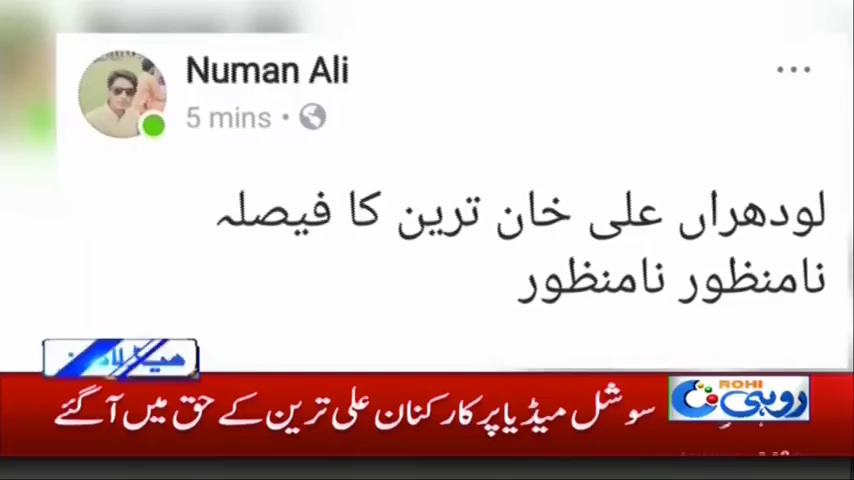 Numan Ali
5 mins
لودھراں علی خان ترین کا فیصلہ
نامنظور نامنظور
ROHI
روہی
سوشل میڈیا پر کارکنان علی ترین کے حق میں آگئے